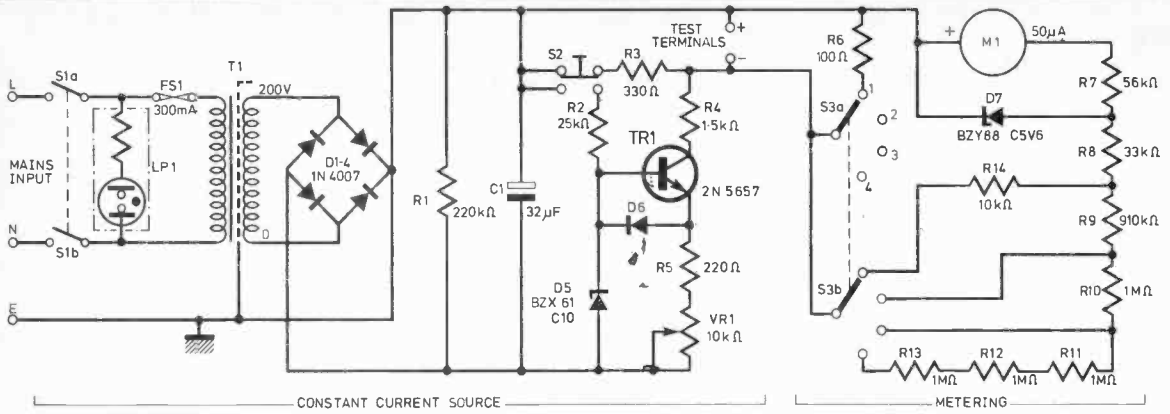 L
S1a
FS1
300mA
T1
200V
MAINS
INPUT
LP1
D1-4
1N 4007
N
S1b
O
E
R1
220kΩ
C1
32µF
S2
R3
330Ω
R2
25kΩ
TEST
TERMINALS
+
-
R4
1·5kΩ
TR1
2N 5657
D6
D5
BZX 61
C10
R5
220Ω
VR1
10kΩ
R6
100Ω
S3a
1
2
3
4
S3b
+
M1
50µA
R7
56kΩ
D7
BZY88 C5V6
R8
33kΩ
R14
10kΩ
R9
910kΩ
R10
1MΩ
R13
1MΩ
R12
1MΩ
R11
1MΩ
CONSTANT CURRENT SOURCE
METERING